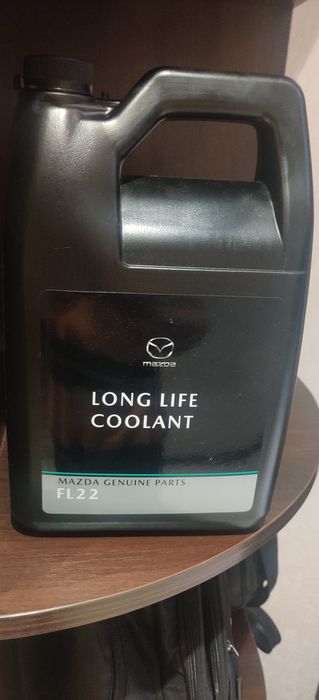 mazda
LONG LIFE
COOLANT
MAZDA GENUINE PARTS
FL22